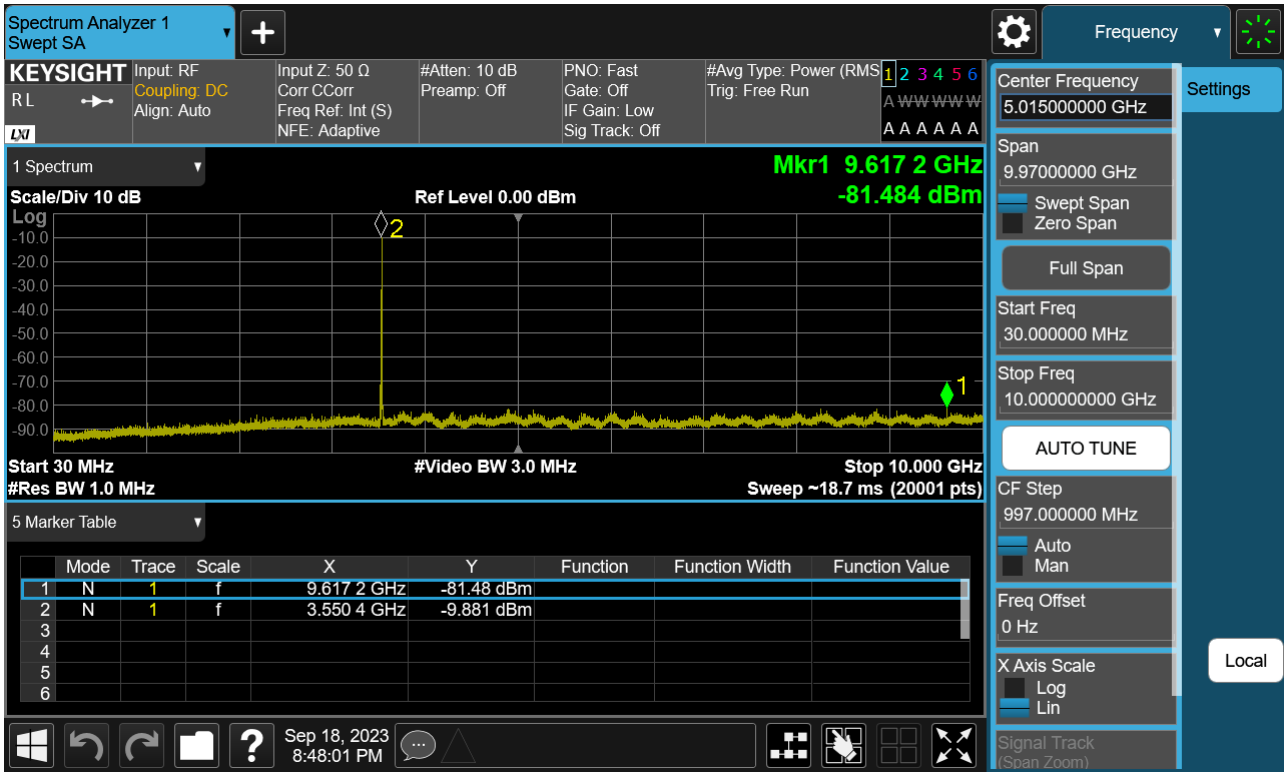 Spectrum Analyzer 1
Swept SA
Frequency
KEYSIGHT
R L
LXI
Input: RF
Coupling: DC
Align: Auto
Input Z: 50 Ω
Corr CCorr
Freq Ref: Int (S)
NFE: Adaptive
#Atten: 10 dB
Preamp: Off
PNO: Fast
Gate: Off
IF Gain: Low
Sig Track: Off
#Avg Type: Power (RMS
Trig: Free Run
1 2 3 4 5 6
A W W W W W
A A A A A A
1 Spectrum
Mkr1 9.617 2 GHz
-81.484 dBm
Scale/Div 10 dB
Ref Level 0.00 dBm
Log
-10.0
-20.0
-30.0
-40.0
-50.0
-60.0
-70.0
-80.0
-90.0
2
1
Start 30 MHz
#Video BW 3.0 MHz
Stop 10.000 GHz
#Res BW 1.0 MHz
Sweep ~18.7 ms (20001 pts)
5 Marker Table
Mode Trace Scale X Y Function Function Width Function Value
1 N 1 f 9.617 2 GHz -81.48 dBm
2 N 1 f 3.550 4 GHz -9.881 dBm
3
4
5
6
Center Frequency
5.015000000 GHz
Span
9.97000000 GHz
Swept Span
Zero Span
Full Span
Start Freq
30.000000 MHz
Stop Freq
10.000000000 GHz
AUTO TUNE
CF Step
997.000000 MHz
Auto
Man
Freq Offset
0 Hz
X Axis Scale
Log
Lin
Signal Track
(Span Zoom)
Settings
Local
?
Sep 18, 2023
8:48:01 PM